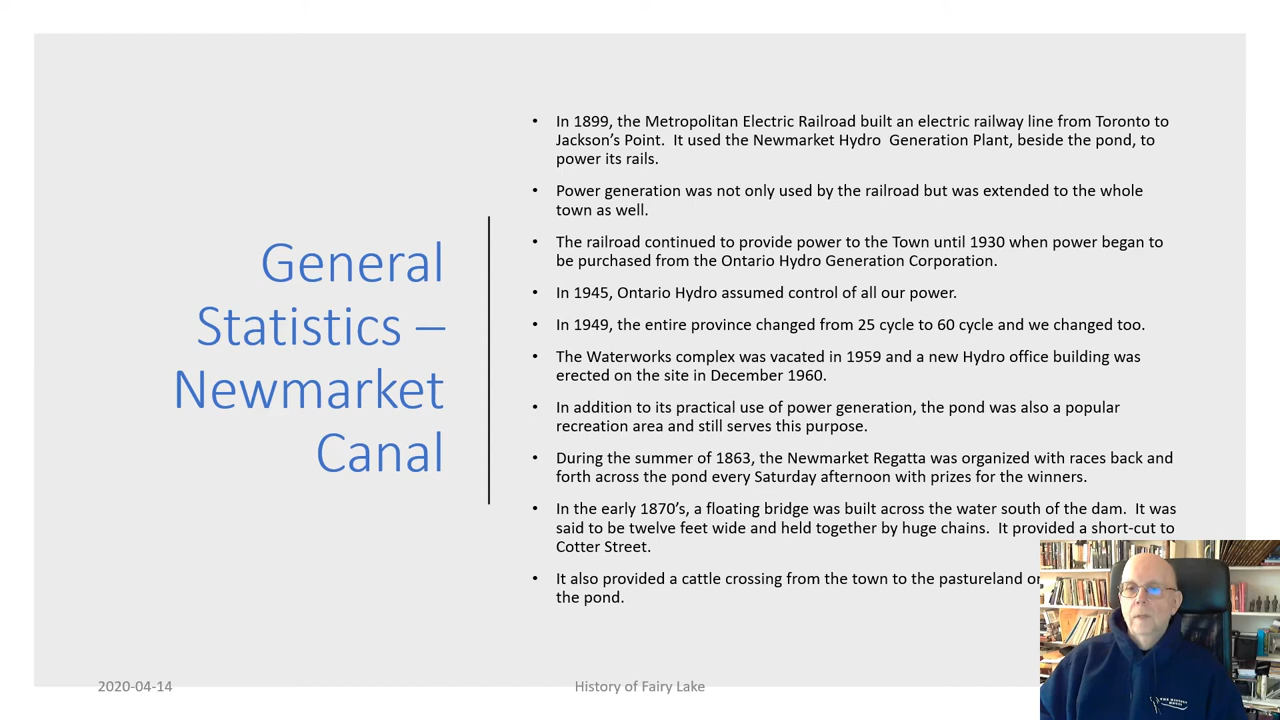 General
Statistics –
Newmarket
Canal
• In 1899, the Metropolitan Electric Railroad built an electric railway line from Toronto to
Jackson’s Point.  It used the Newmarket Hydro  Generation Plant, beside the pond, to
power its rails.
• Power generation was not only used by the railroad but was extended to the whole
town as well.
• The railroad continued to provide power to the Town until 1930 when power began to
be purchased from the Ontario Hydro Generation Corporation.
• In 1945, Ontario Hydro assumed control of all our power.
• In 1949, the entire province changed from 25 cycle to 60 cycle and we changed too.
• The Waterworks complex was vacated in 1959 and a new Hydro office building was
erected on the site in December 1960.
• In addition to its practical use of power generation, the pond was also a popular
recreation area and still serves this purpose.
• During the summer of 1863, the Newmarket Regatta was organized with races back and
forth across the pond every Saturday afternoon with prizes for the winners.
• In the early 1870’s, a floating bridge was built across the water south of the dam.  It was
said to be twelve feet wide and held together by huge chains.  It provided a short-cut to
Cotter Street.
• It also provided a cattle crossing from the town to the pastureland
the pond.
2020-04-14
History of Fairy Lake